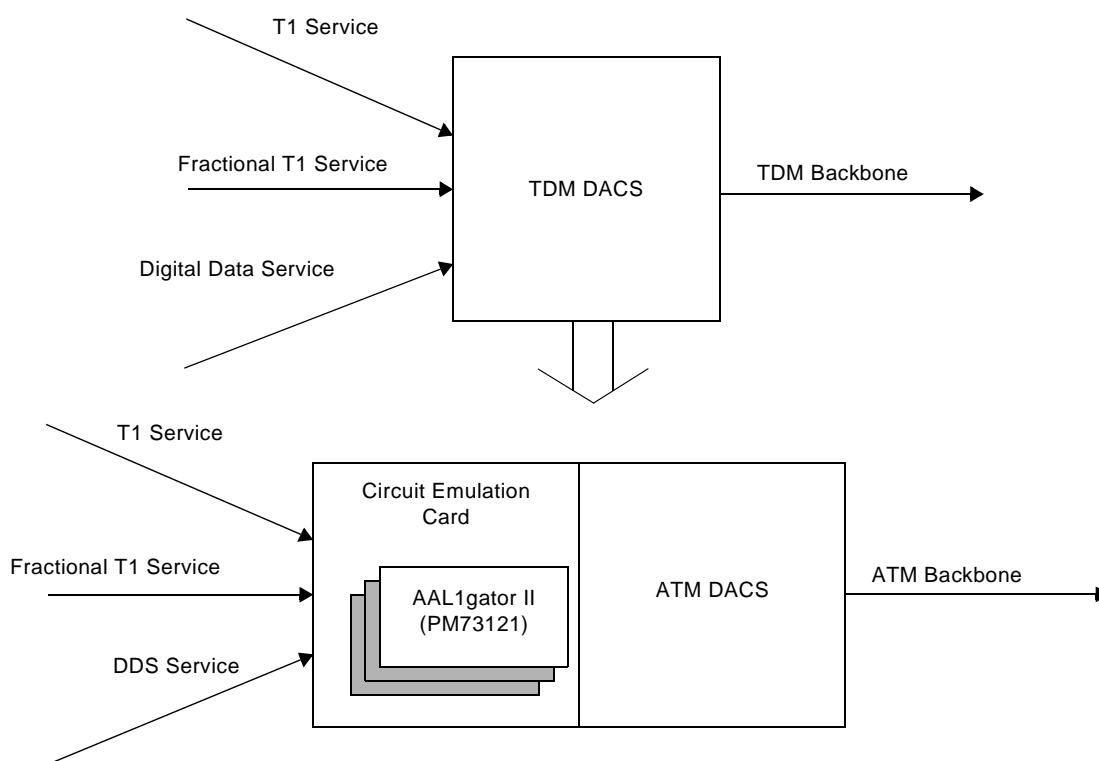 T1 Service
Fractional T1 Service
TDM DACS
TDM Backbone
Digital Data Service
T1 Service
Circuit Emulation
Card
Fractional T1 Service
AAL1gator II
(PM73121)
ATM DACS
ATM Backbone
DDS Service